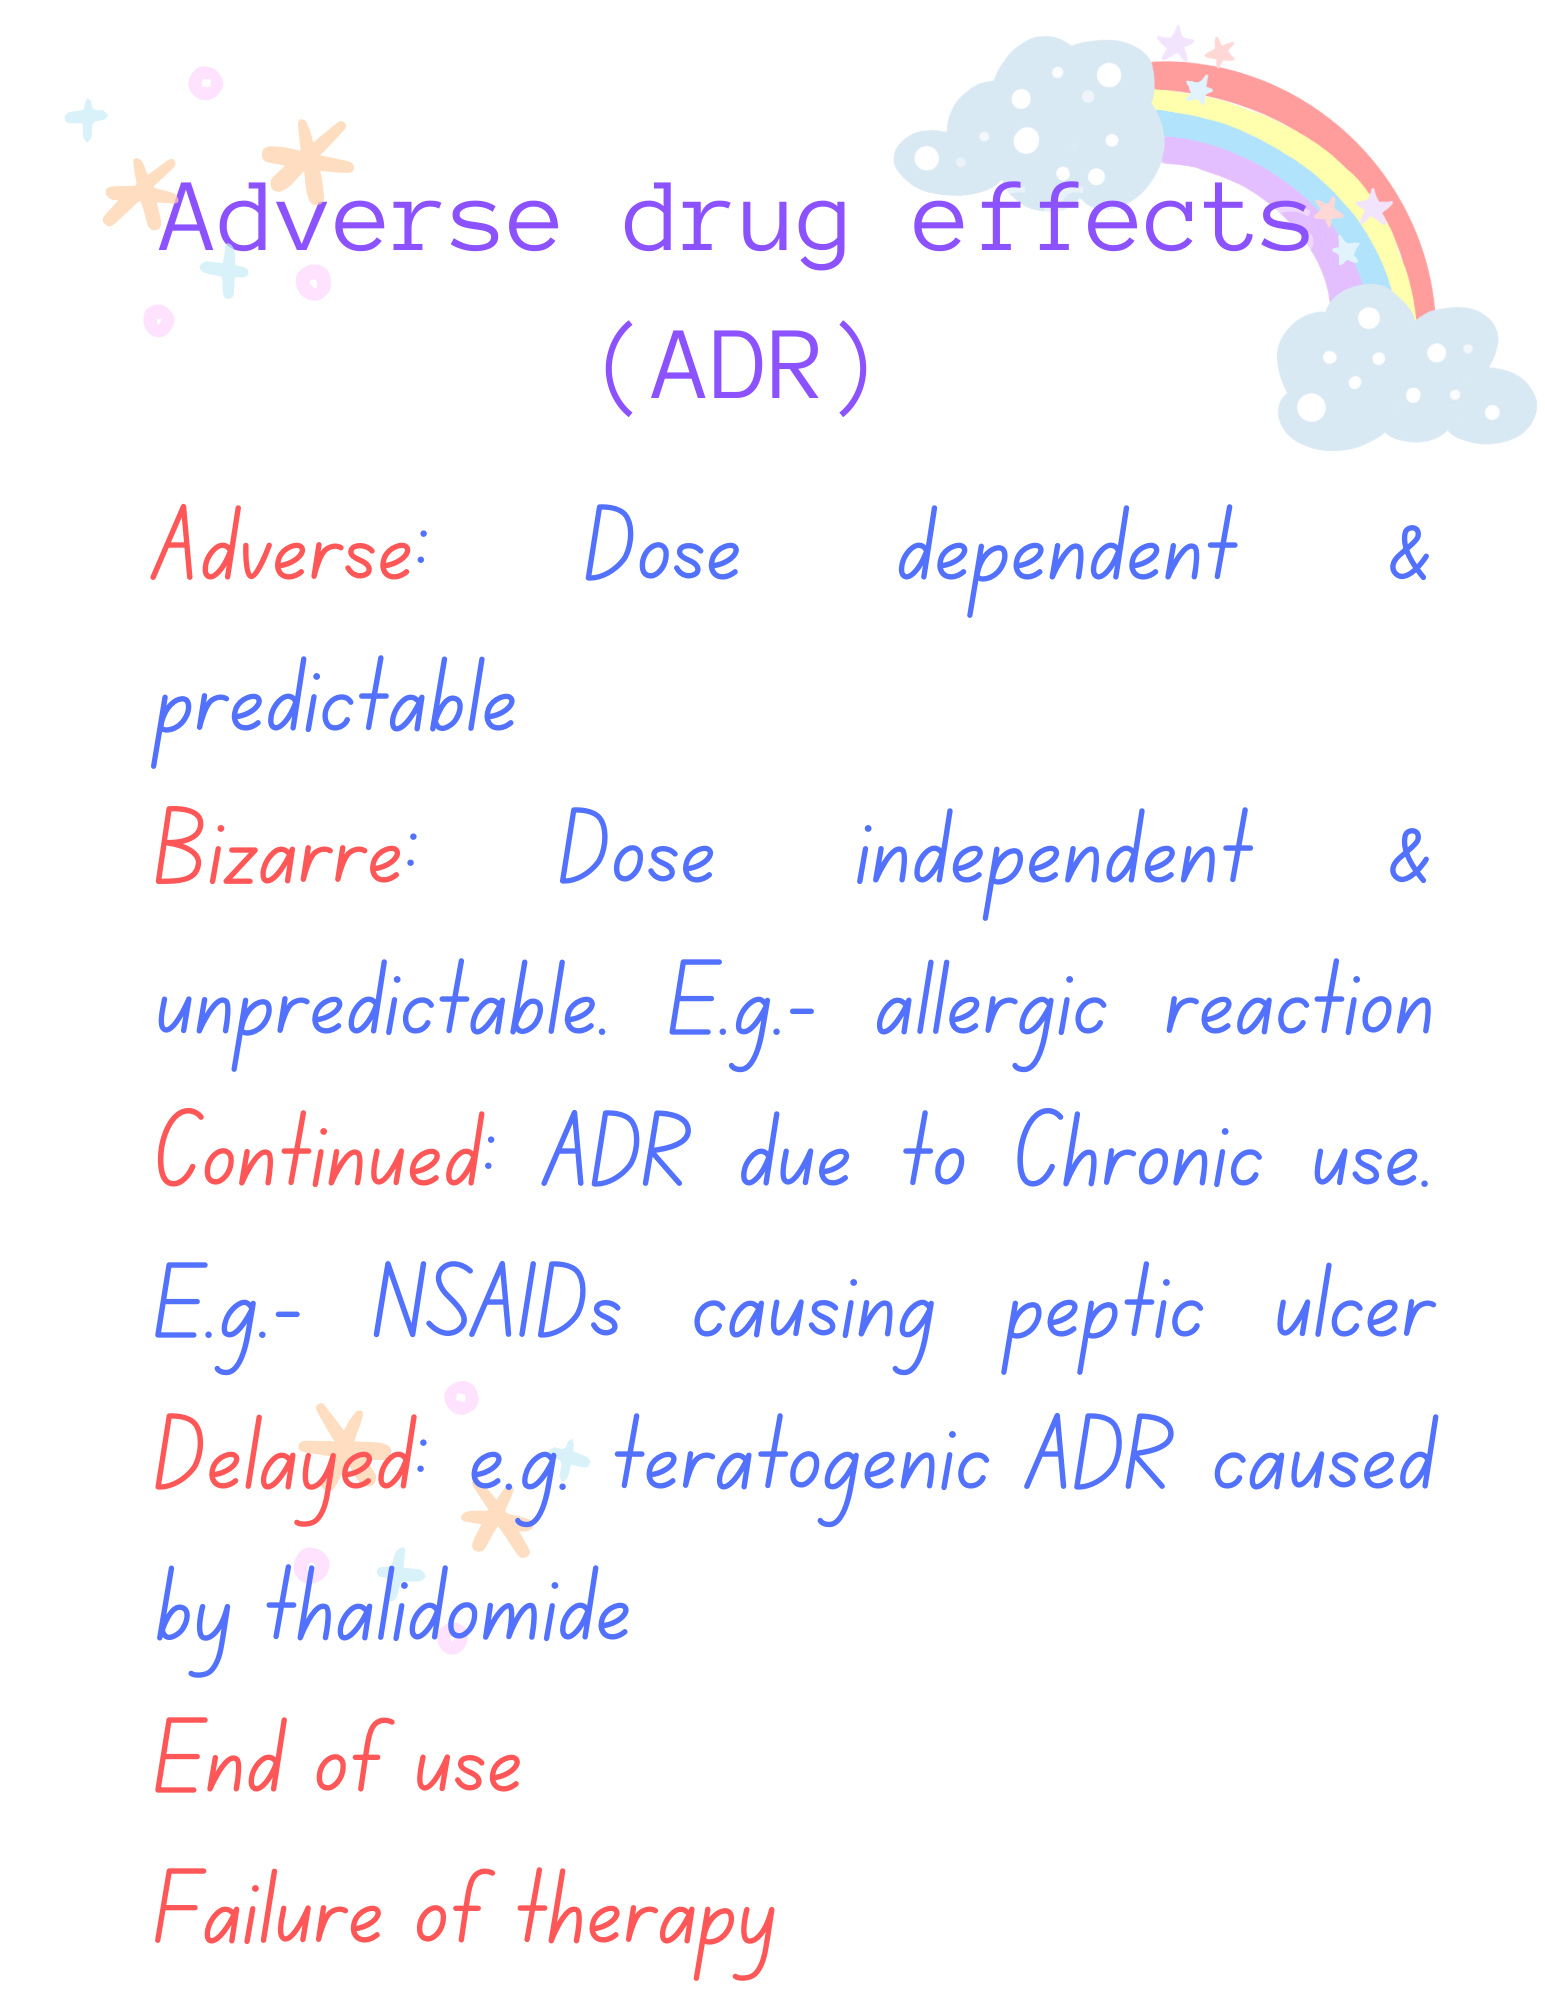 Adverse drug effects
(ADR)
Adverse: Dose dependent &
predictable
Bizarre: Dose independent &
unpredictable. E.g.- allergic reaction
Continued: ADR due to Chronic use.
E.g.- NSAIDs causing peptic ulcer
Delayed: e.g. teratogenic ADR caused
by thalidomide
End of use
Failure of therapy